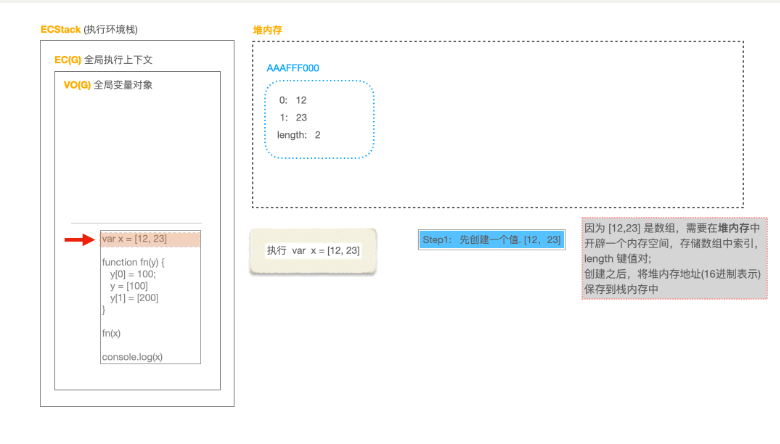 ECStack (执行环境栈)
EC(G) 全局执行上下文
VO(G) 全局变量对象
var x = [12, 23]
function fn(y) {
y[0] = 100;
y = [100]
y[1] = [200]
}
fn(x)
console.log(x)
堆内存
AAAFFF000
0: 12
1: 23
length: 2
执行 var x = [12, 23]
Step1: 先创建一个值. [12, 23]
因为 [12,23] 是数组，需要在堆内存中
开辟一个内存空间，存储数组中索引，
length 键值对;
创建之后，将堆内存地址(16进制表示)
保存到栈内存中